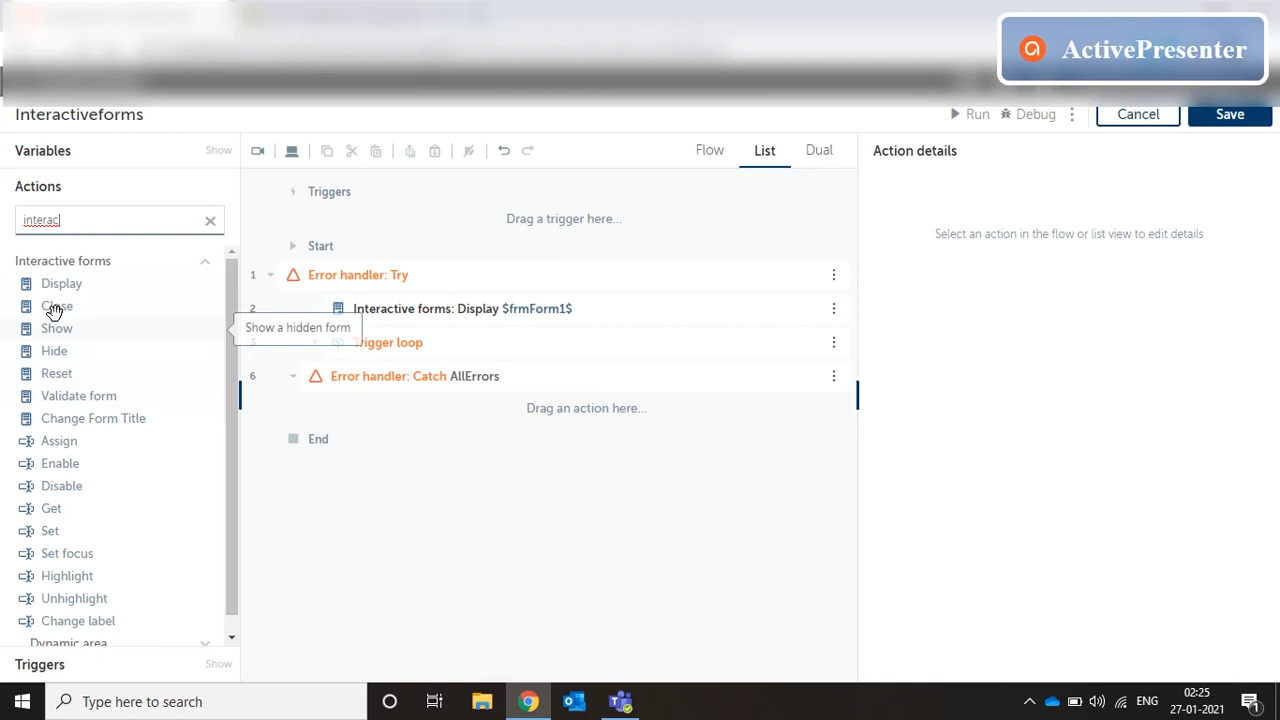 ActivePresenter
Interactiveforms
Run
Debug
Cancel
Save
Variables
Show
Flow
List
Dual
Action details
Actions
interac
Triggers
Drag a trigger here...
Select an action in the flow or list view to edit details
Start
Interactive forms
1
Error handler: Try
Display
2
Interactive forms: Display $frmForm1$
Close
Show
Show a hidden form
3
Trigger loop
Hide
Reset
6
Error handler: Catch AllErrors
Validate form
Drag an action here...
Change Form Title
Assign
End
Enable
Disable
Get
Set
Set focus
Highlight
Unhighlight
Change label
Dynamic area
Triggers
Show
Type here to search
ENG
02:25
27-01-2021
1